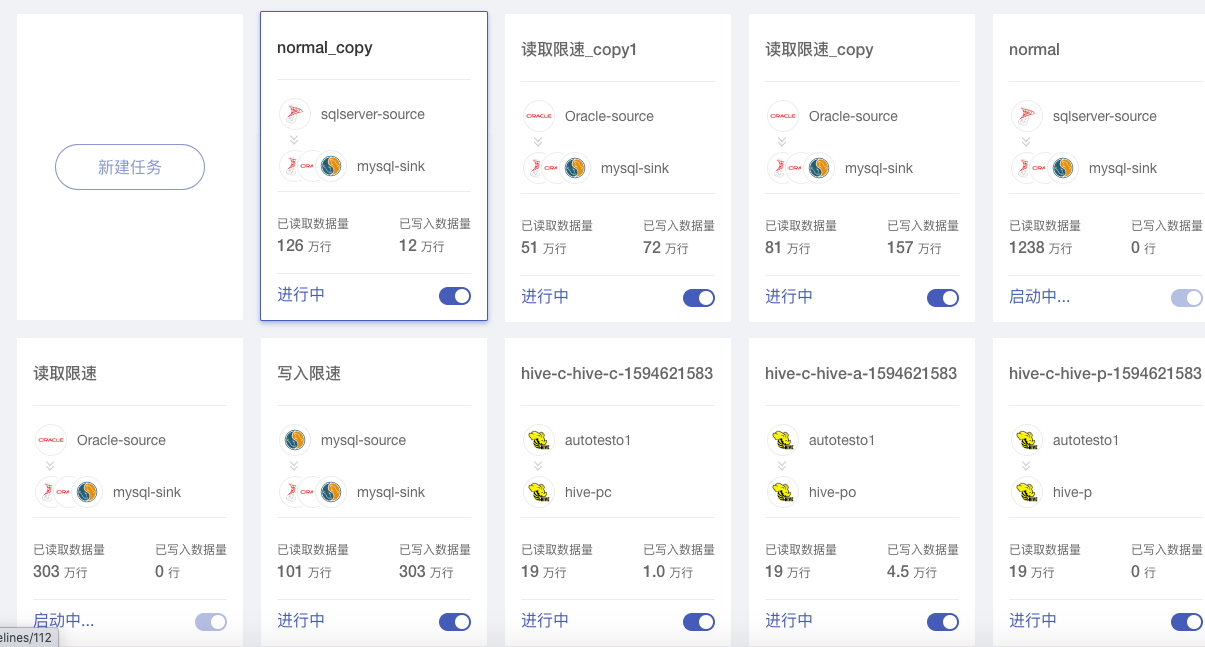 新建任务
normal_copy
sqlserver-source
mysql-sink
已读取数据量 已写入数据量
126 万行 12 万行
进行中
读取限速_copy1
ORACLE Oracle-source
mysql-sink
已读取数据量 已写入数据量
51 万行 72 万行
进行中
读取限速_copy
ORACLE Oracle-source
mysql-sink
已读取数据量 已写入数据量
81 万行 157 万行
进行中
normal
sqlserver-source
mysql-sink
已读取数据量 已写入数据量
1238 万行 0 行
启动中...
读取限速
ORACLE Oracle-source
mysql-sink
已读取数据量 已写入数据量
303 万行 0 行
启动中...
写入限速
mysql-source
mysql-sink
已读取数据量 已写入数据量
101 万行 303 万行
进行中
hive-c-hive-c-1594621583
autotesto1
hive-pc
已读取数据量 已写入数据量
19 万行 1.0 万行
进行中
hive-c-hive-a-1594621583
autotesto1
hive-po
已读取数据量 已写入数据量
19 万行 4.5 万行
进行中
hive-c-hive-p-1594621583
autotesto1
hive-p
已读取数据量 已写入数据量
19 万行 0 行
进行中
elines/112